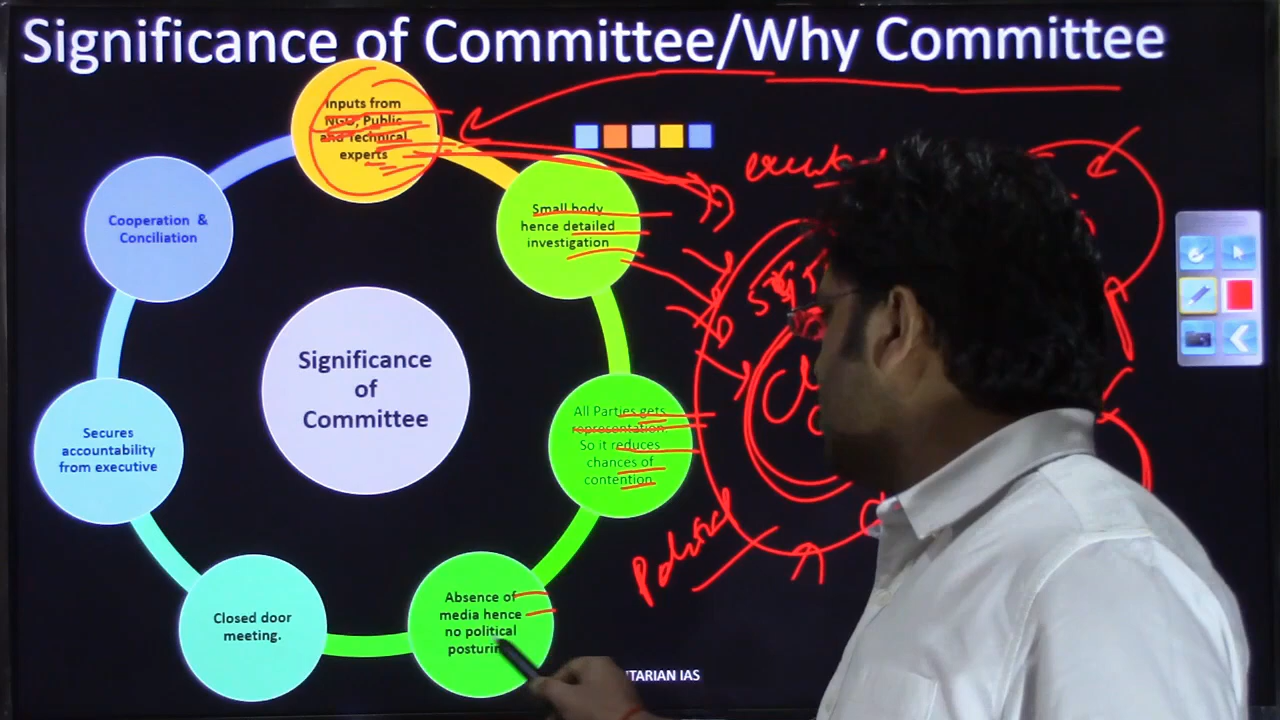 Significance of Committee/Why Committee
Inputs from
NGO, Public
and Technical
experts
Small body
hence detailed
investigation
All Parties gets
representation
So it reduces
chances of
contention
Absence of
media hence
no political
Closed door
meeting.
Secures
accountability
from executive
Cooperation &
Conciliation
Significance
of
Committee
Political
IAS